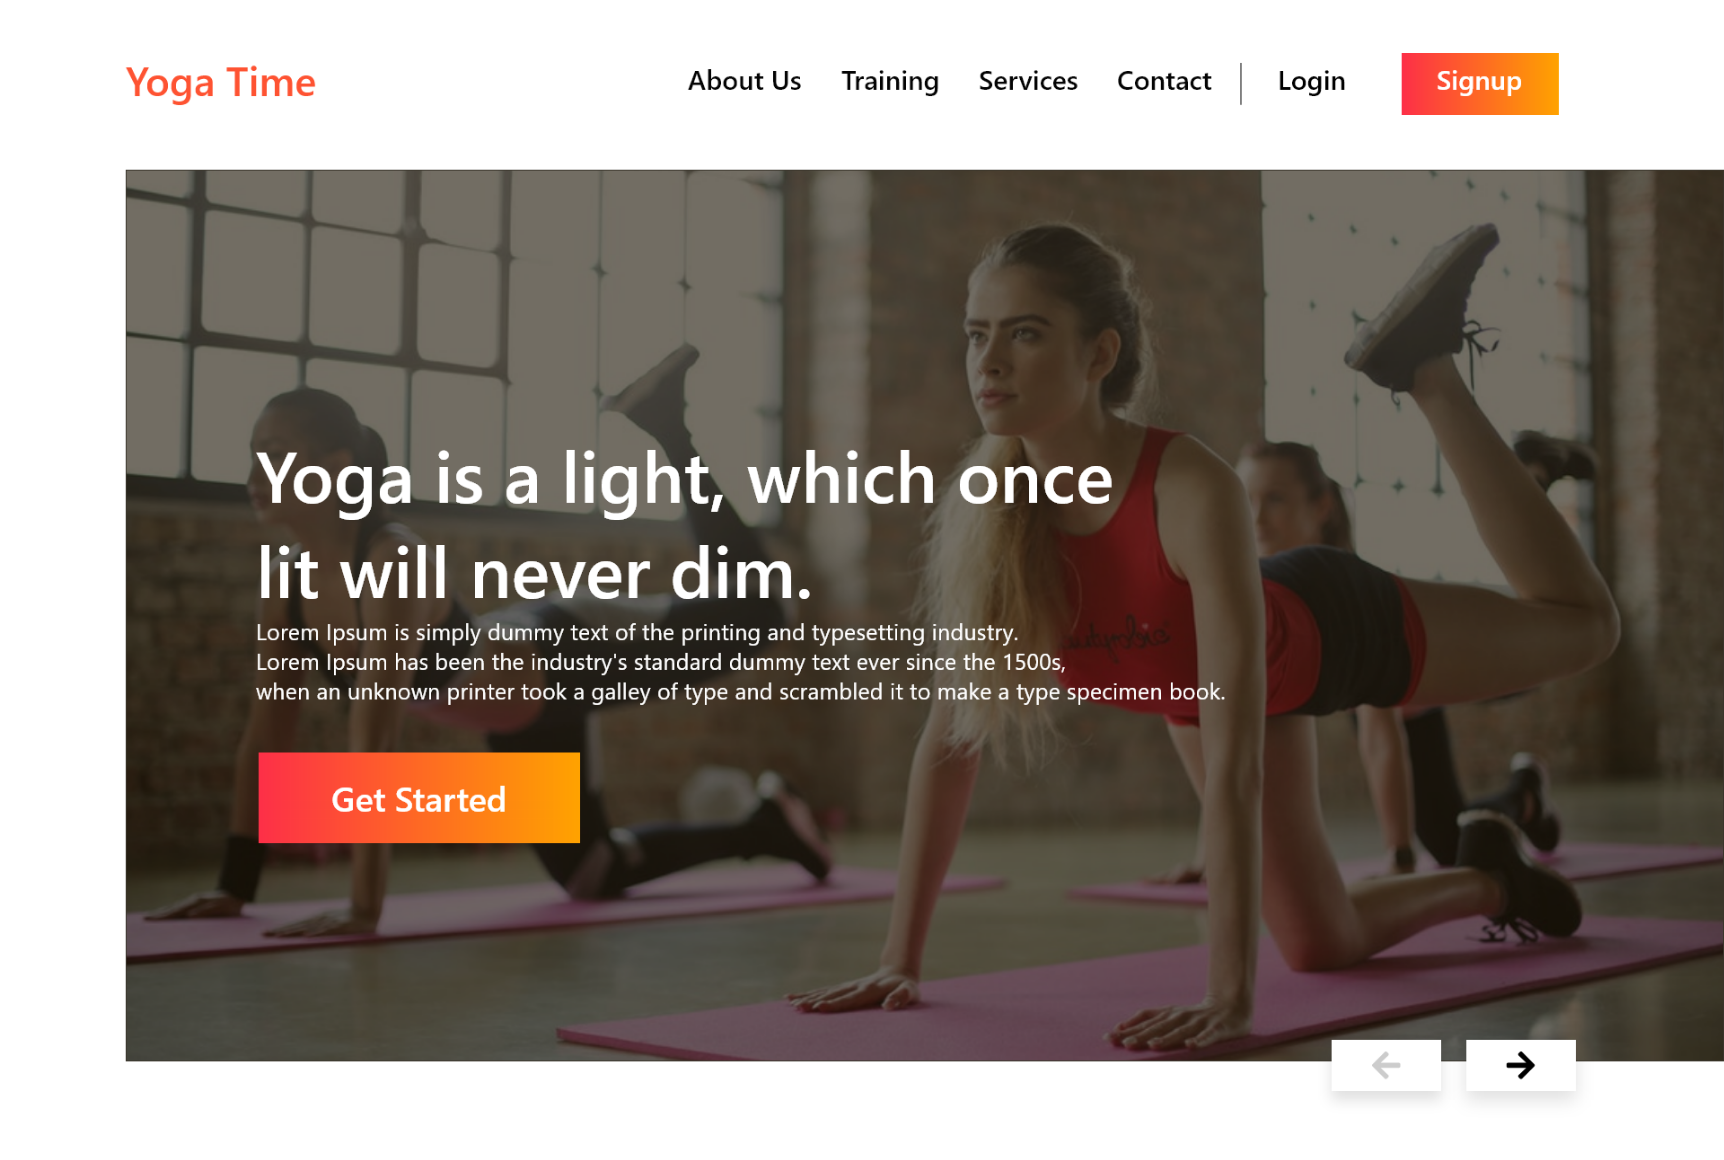 Yoga Time
About Us Training Services Contact Login Signup
Yoga is a light, which once
lit will never dim.
Lorem Ipsum is simply dummy text of the printing and typesetting industry.
Lorem Ipsum has been the industry's standard dummy text ever since the 1500s,
when an unknown printer took a galley of type and scrambled it to make a type specimen book.
Get Started